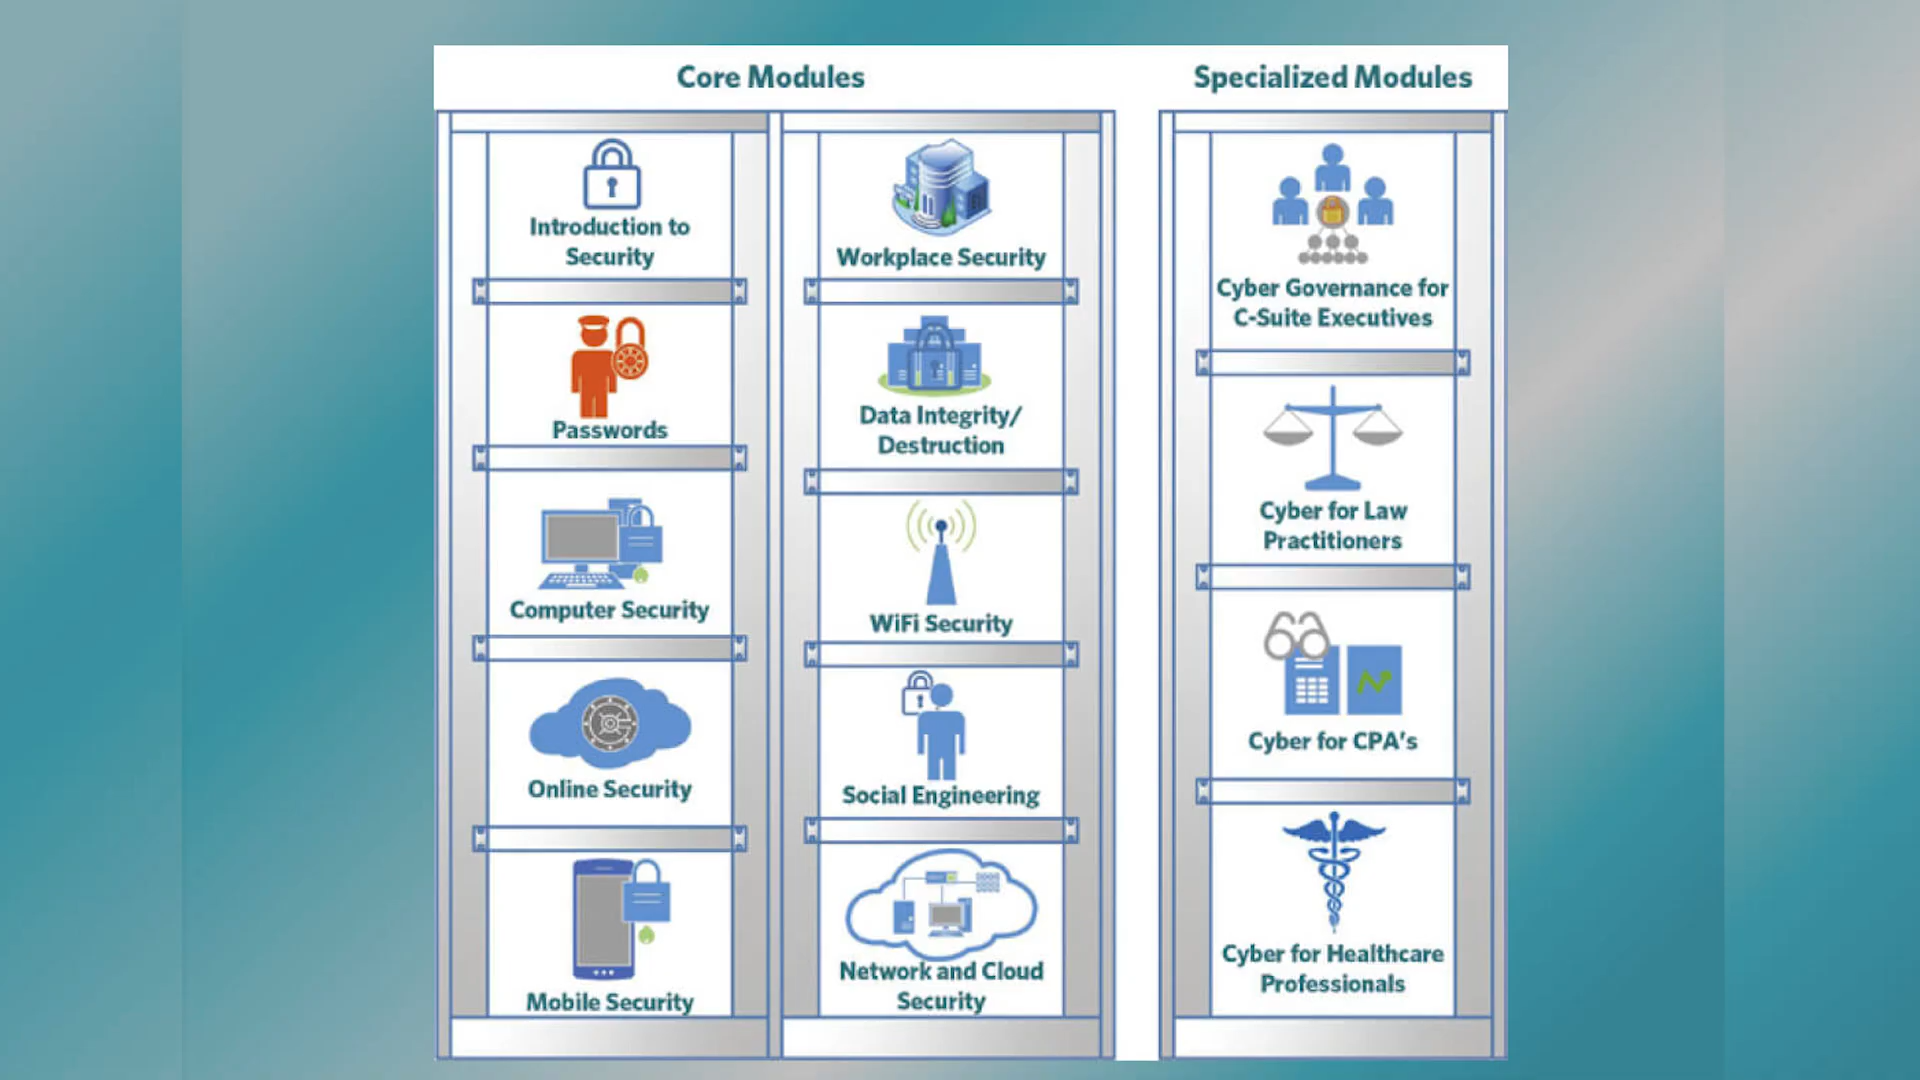 Core Modules
Specialized Modules
Introduction to
Security
Passwords
Computer Security
Online Security
Mobile Security
Workplace Security
Data Integrity/
Destruction
WiFi Security
Social Engineering
Network and Cloud
Security
Cyber Governance for
C-Suite Executives
Cyber for Law
Practitioners
Cyber for CPA's
Cyber for Healthcare
Professionals